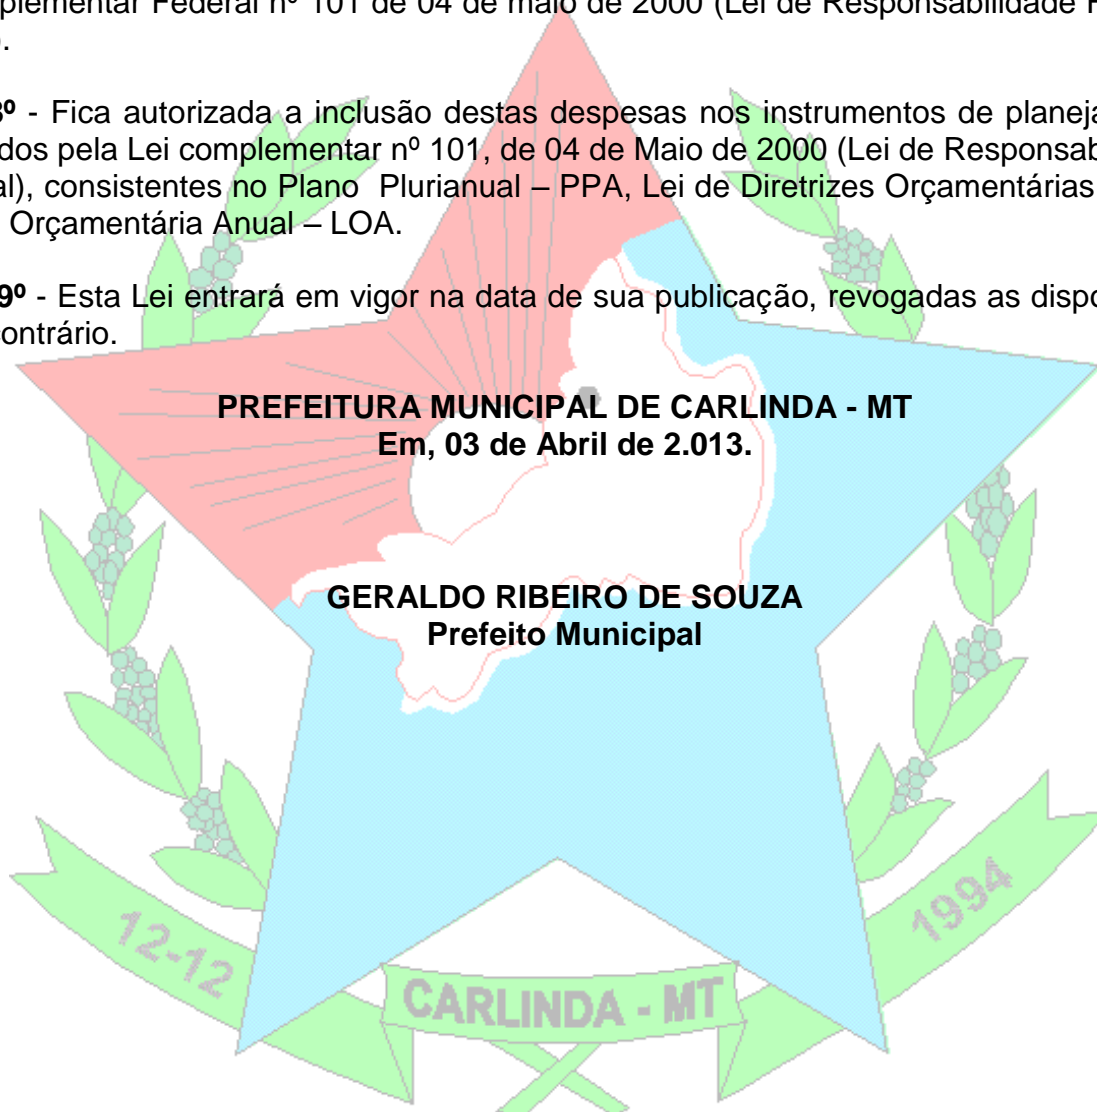 plementar Federal nº 101 de 04 de maio de 2000 (Lei de Responsabilidade F
).
8º - Fica autorizada a inclusão destas despesas nos instrumentos de planeja
dos pela Lei complementar nº 101, de 04 de Maio de 2000 (Lei de Responsab
al), consistentes no Plano Plurianual – PPA, Lei de Diretrizes Orçamentárias
Orçamentária Anual – LOA.
9º - Esta Lei entrará em vigor na data de sua publicação, revogadas as dispo
contrário.
PREFEITURA MUNICIPAL DE CARLINDA - MT
Em, 03 de Abril de 2.013.
GERALDO RIBEIRO DE SOUZA
Prefeito Municipal
12-12
1994
CARLINDA - MT